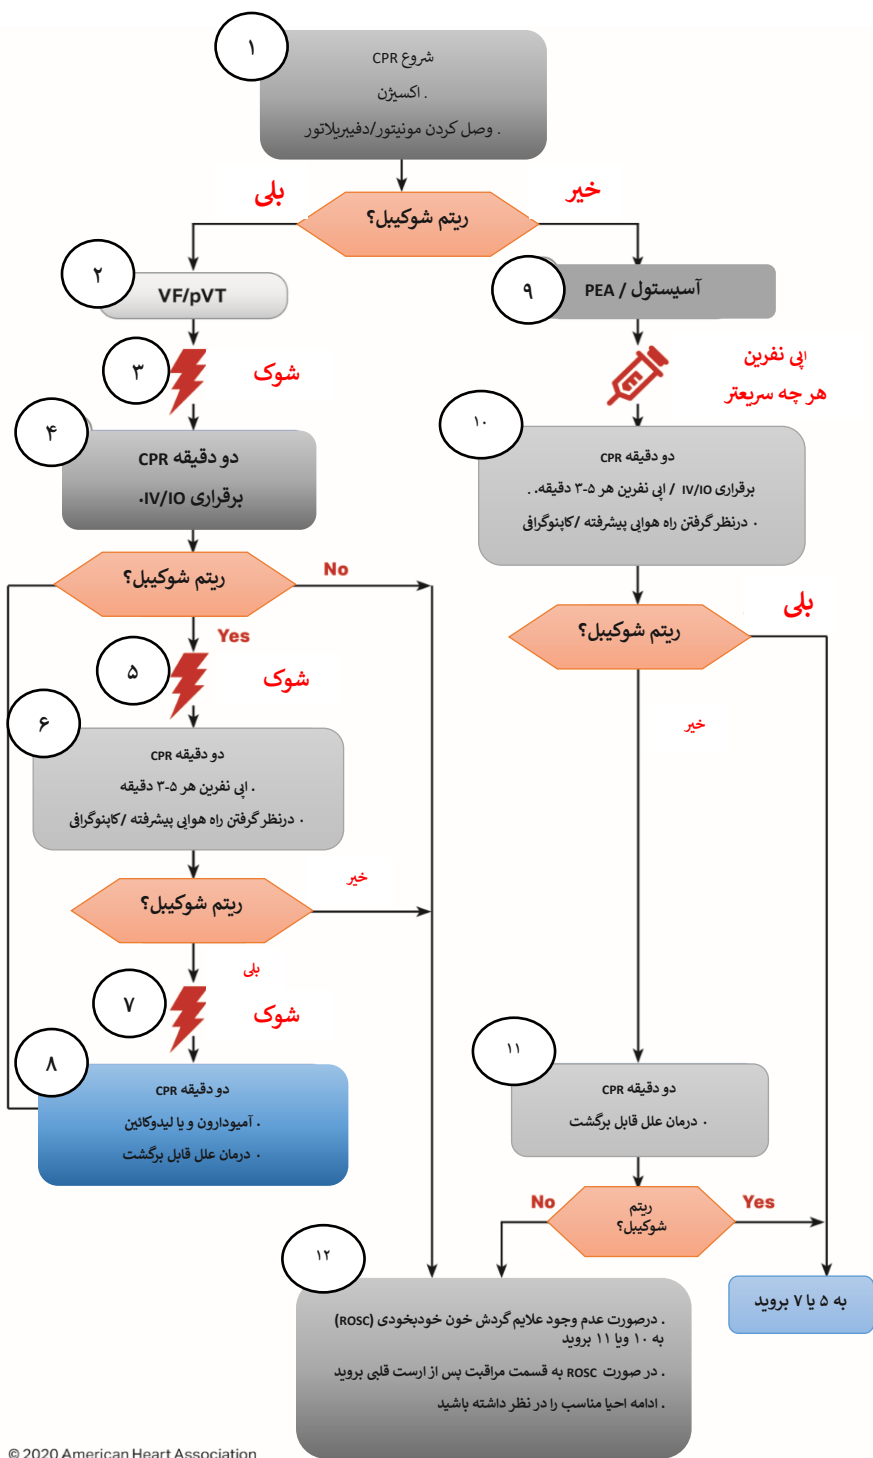 ۱
شروع CPR
. اکسیژن
. وصل کردن مونیتور/دفیبریلاتور
ریتم شوکیبل؟
بلی
خیر
۲
VF/pVT
۳
شوک
۴
دو دقیقه CPR
برقراری IV/IO.
ریتم شوکیبل؟
No
Yes
۵
شوک
۶
دو دقیقه CPR
. اپی نفرین هر ۵-۳ دقیقه
. درنظر گرفتن راه هوایی پیشرفته /کاپنوگرافی
ریتم شوکیبل؟
خیر
بلی
۷
شوک
۸
دو دقیقه CPR
. آمیودارون و یا لیدوکائین
. درمان علل قابل برگشت
۹
آسیستول / PEA
اپی نفرین
هر چه سریعتر
۱۰
دو دقیقه CPR
برقراری IV/IO / اپی نفرین هر ۵-۳ دقیقه. .
. درنظر گرفتن راه هوایی پیشرفته /کاپنوگرافی
ریتم شوکیبل؟
بلی
خیر
۱۱
دو دقیقه CPR
. درمان علل قابل برگشت
ریتم
شوکیبل؟
No
Yes
به ۵ یا ۷ بروید
۱۲
. درصورت عدم وجود علایم گردش خون خودبخودی (ROSC)
به ۱۰ ویا ۱۱ بروید
. در صورت ROSC به قسمت مراقبت پس از ارست قلبی بروید
. ادامه احیا مناسب را در نظر داشته باشید
© 2020 American Heart Association